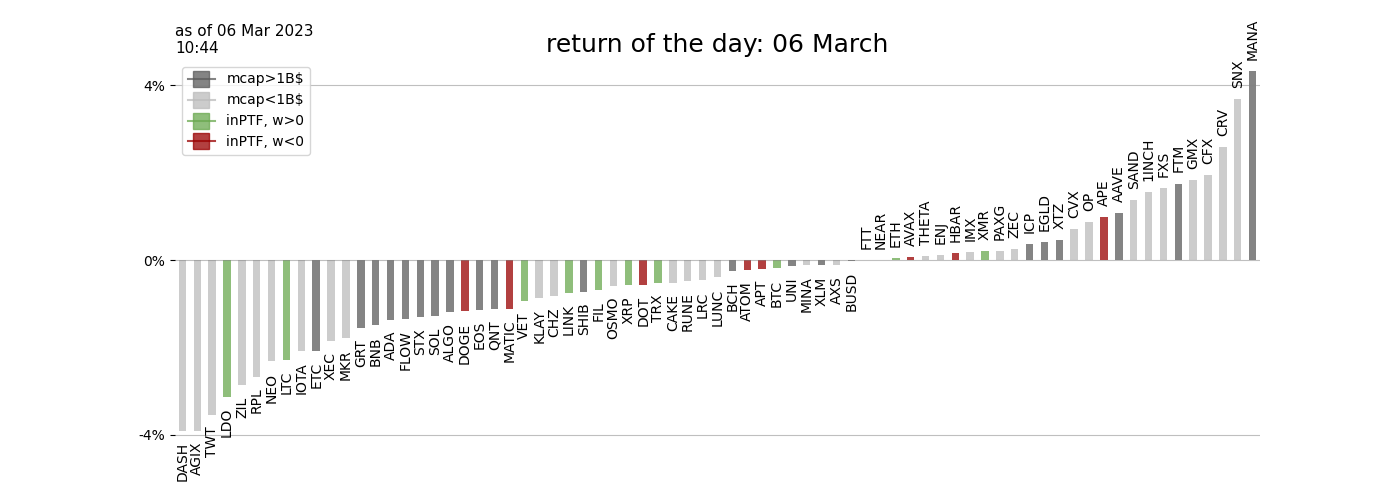 as of 06 Mar 2023
10:44
return of the day: 06 March
mcap>1B$
mcap<1B$
inPTF, w>0
inPTF, w<0
4%
0%
-4%
DASH
AGIX
TWT
LDO
ZIL
RPL
NEO
LTC
IOTA
ETC
XEC
MKR
GRT
BNB
ADA
FLOW
STX
SOL
ALGO
DOGE
EOS
QNT
MATIC
VET
KLAY
CHZ
LINK
SHIB
FIL
OSMO
XRP
DOT
TRX
CAKE
RUNE
LRC
LUNC
BCH
ATOM
APT
BTC
UNI
MINA
XLM
AXS
BUSD
FTT
NEAR
ETH
AVAX
THETA
ENJ
HBAR
IMX
XMR
PAXG
ZEC
ICP
EGLD
XTZ
CVX
OP
APE
AAVE
SAND
1INCH
FXS
FTM
GMX
CFX
CRV
SNX
MANA